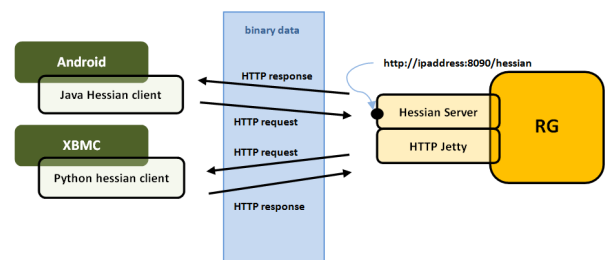 binary data
Android
Java Hessian client
HTTP response
HTTP request
http://ipaddress:8090/hessian
Hessian Server
HTTP Jetty
RG
XBMC
Python hessian client
HTTP request
HTTP response